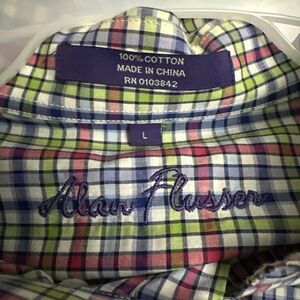 100% COTTON
MADE IN CHINA
RN 0103842
L
Alan Flusser